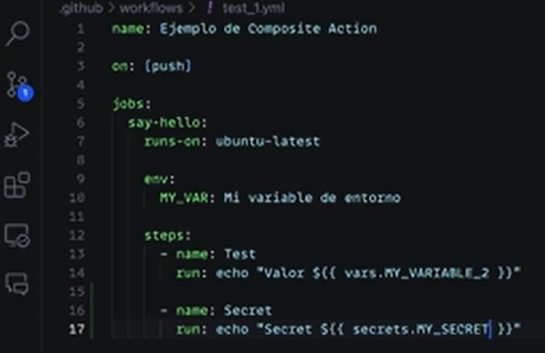 .github > workflows > ! test_1.yml
1 name: Ejemplo de Composite Action
2
3 on: [push]
4
5 jobs:
6 say-hello:
7 runs-on: ubuntu-latest
8
9 env:
10 MY_VAR: Mi variable de entorno
11
12 steps:
13 - name: Test
14 run: echo "Valor ${{ vars.MY_VARIABLE_2 }}"
15
16 - name: Secret
17 run: echo "Secret ${{ secrets.MY_SECRET }}"
1